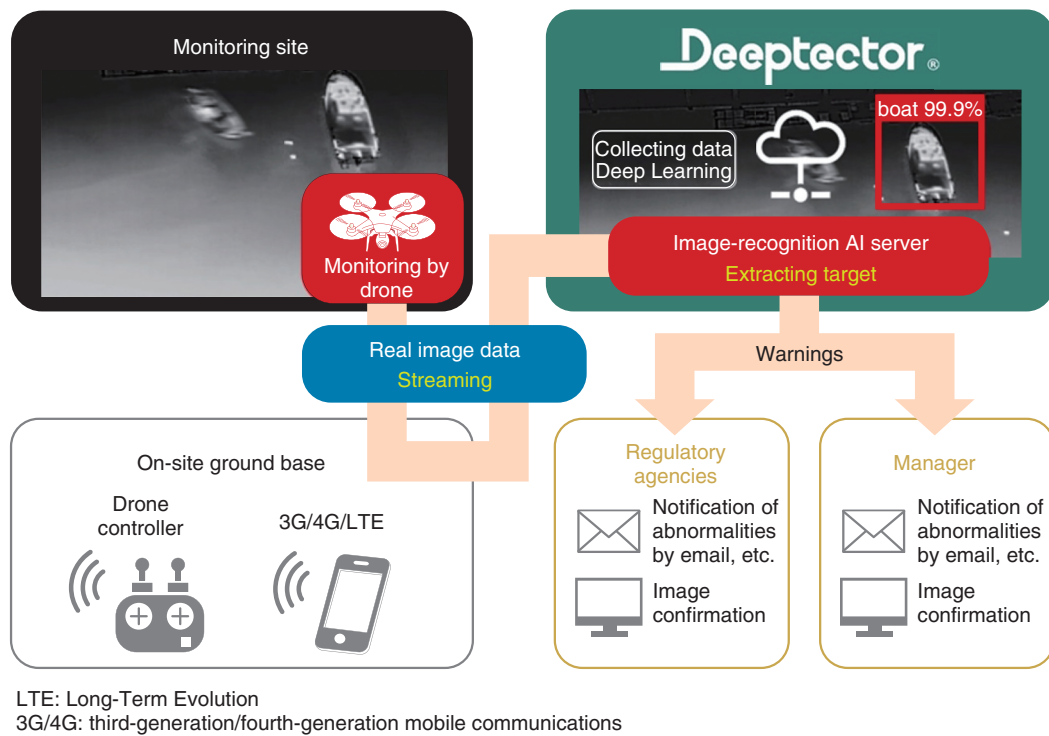 Monitoring site
Monitoring by
drone
Deeptector®
boat 99.9%
Collecting data
Deep Learning
Image-recognition AI server
Extracting target
Real image data
Streaming
Warnings
On-site ground base
Drone
controller
3G/4G/LTE
Regulatory
agencies
Notification of
abnormalities
by email, etc.
Image
confirmation
Manager
Notification of
abnormalities
by email, etc.
Image
confirmation
LTE: Long-Term Evolution
3G/4G: third-generation/fourth-generation mobile communications